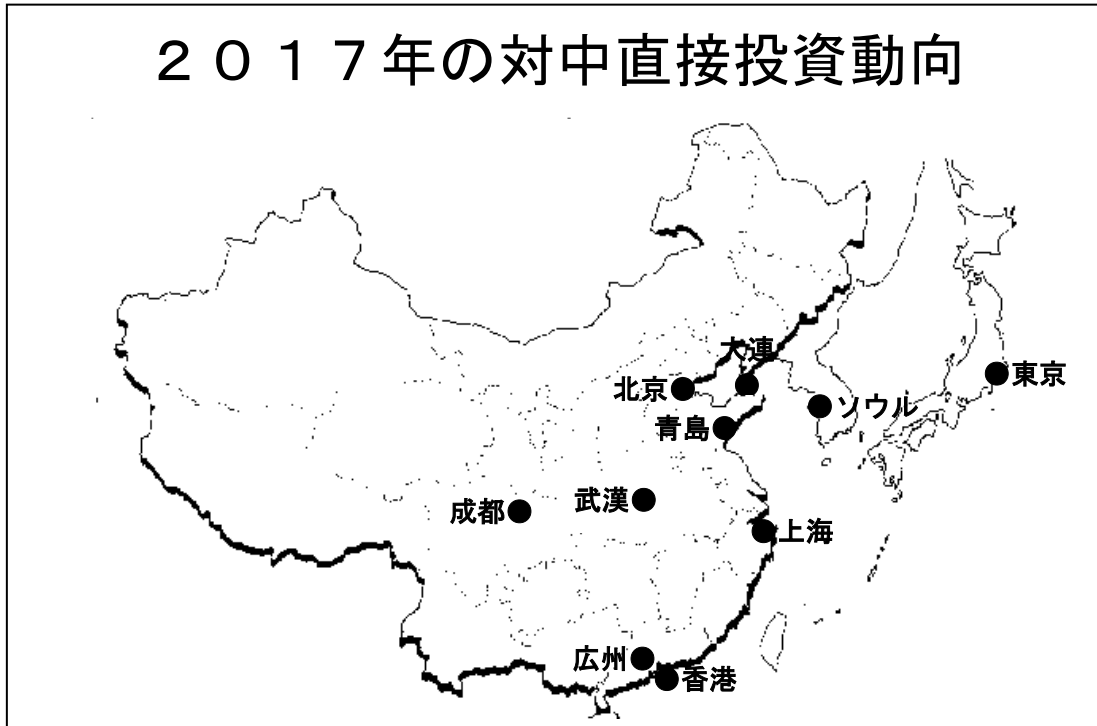 ２０１７年の対中直接投資動向
大連
北京
東京
ソウル
青島
成都
武漢
上海
広州
香港